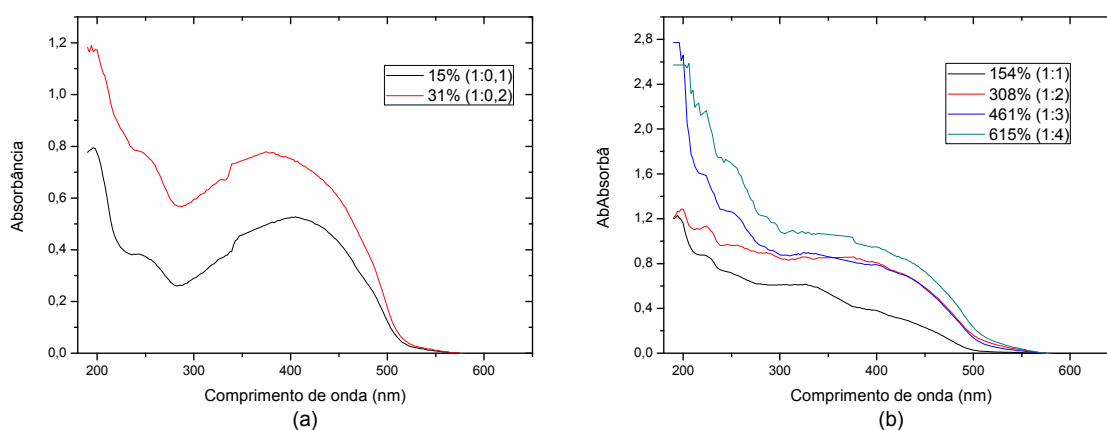 1,2
1,0
0,8
0,6
0,4
0,2
0,0
Absorbância
15% (1:0,1)
31% (1:0,2)
200 300 400 500 600
Comprimento de onda (nm)
(a)
2,8
2,4
2,0
1,6
1,2
0,8
0,4
0,0
AbAbsorbâ
154% (1:1)
308% (1:2)
461% (1:3)
615% (1:4)
200 300 400 500 600
Comprimento de onda (nm)
(b)